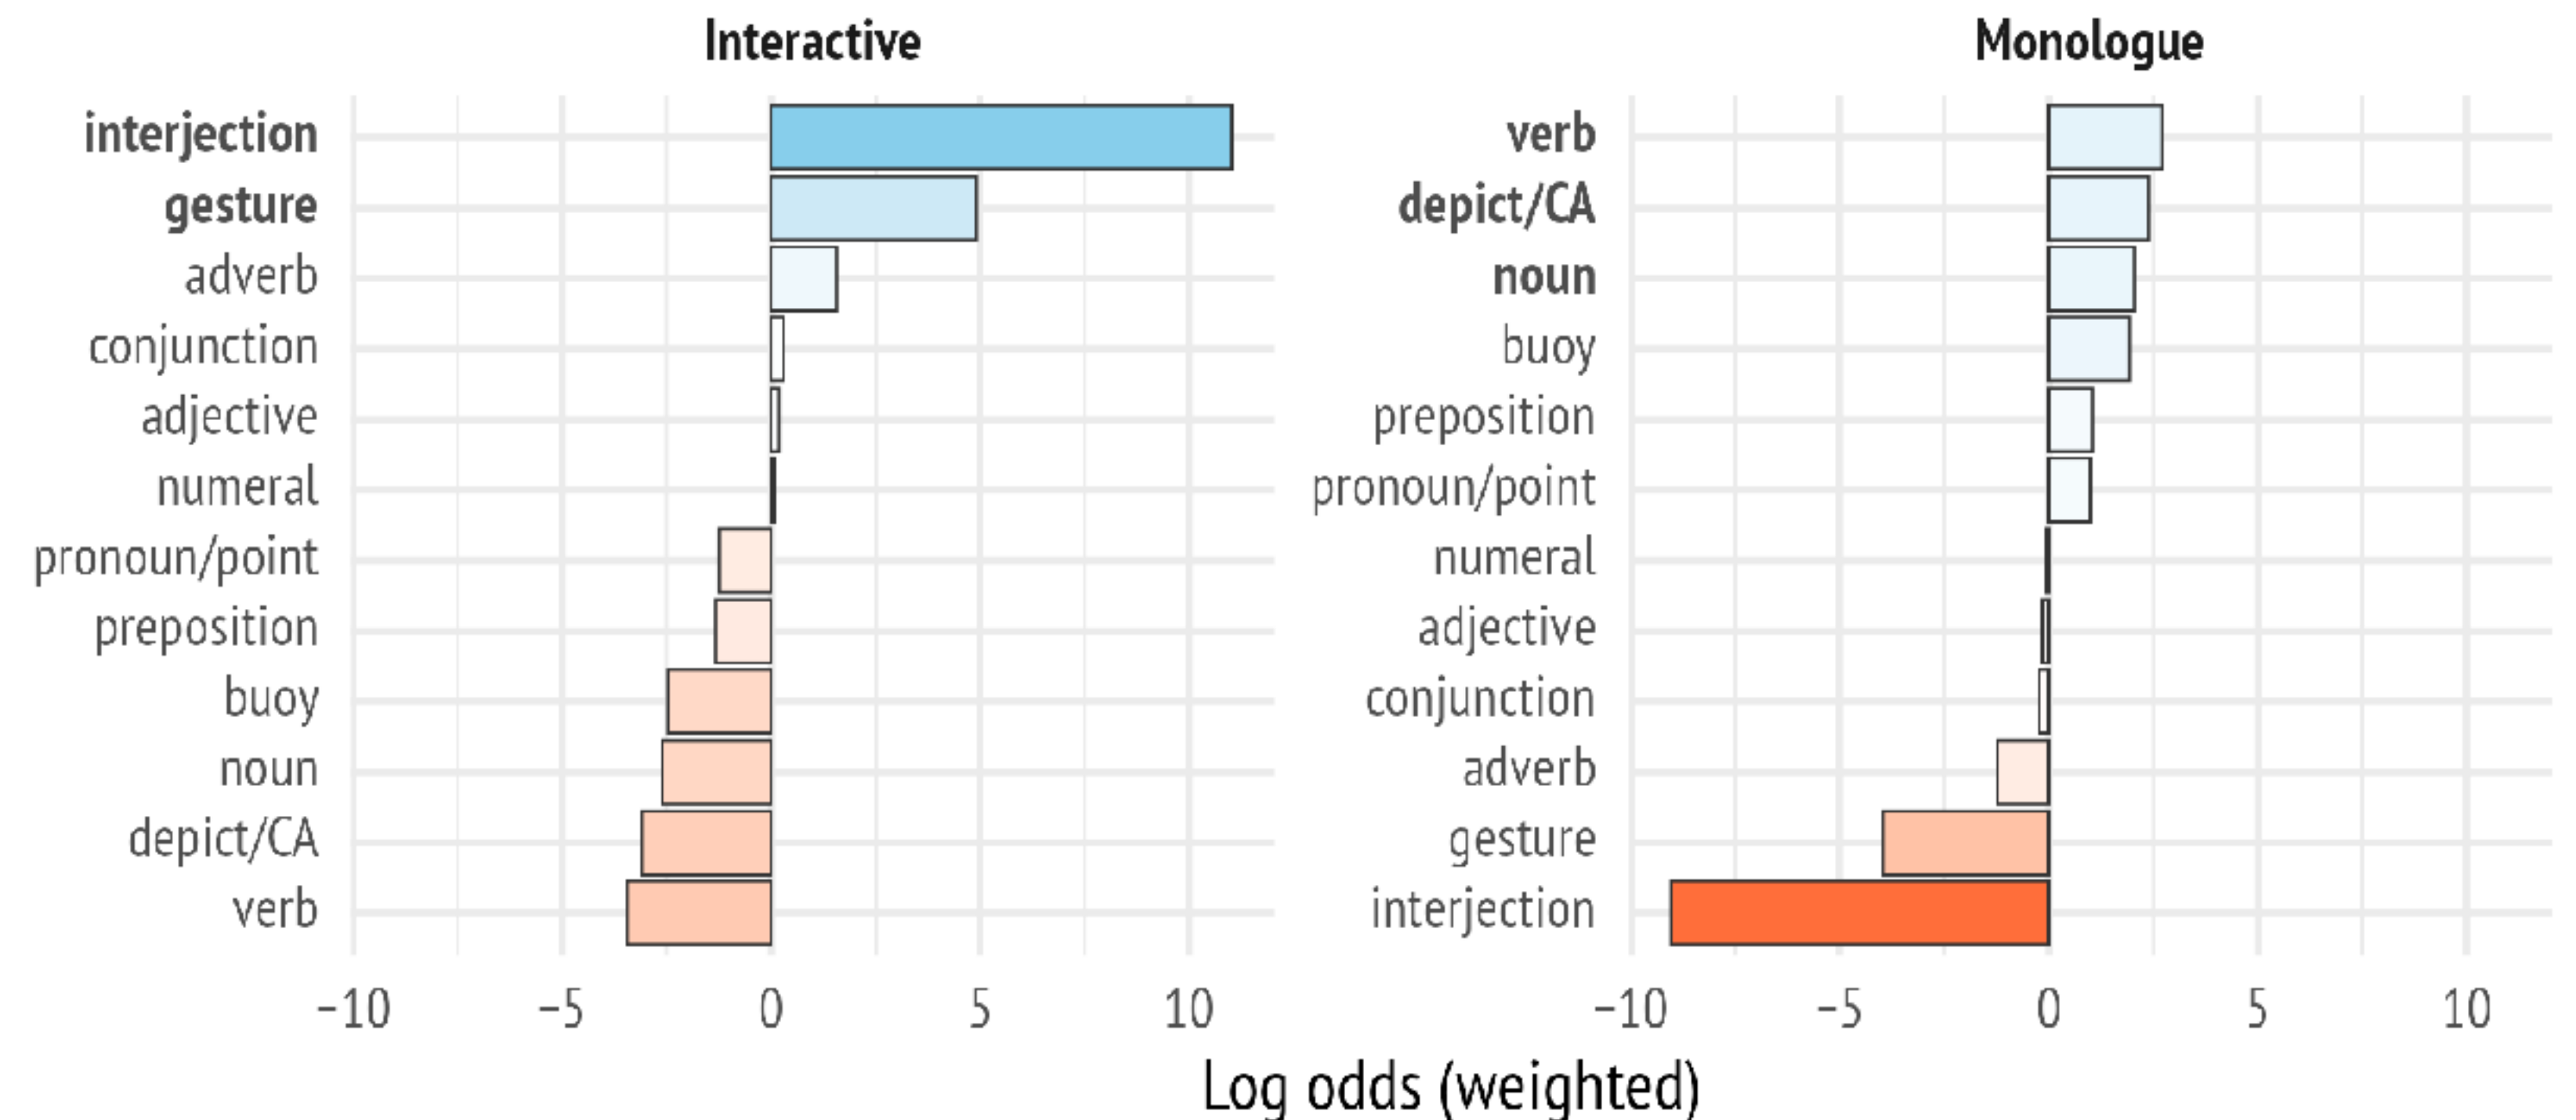 Interactive
interjection
gesture
adverb
conjunction
adjective
numeral
pronoun/point
preposition
buoy
noun
depict/CA
verb
−10 −5 0 5 10
Monologue
verb
depict/CA
noun
buoy
preposition
pronoun/point
numeral
adjective
conjunction
adverb
gesture
interjection
−10 −5 0 5 10
Log odds (weighted)